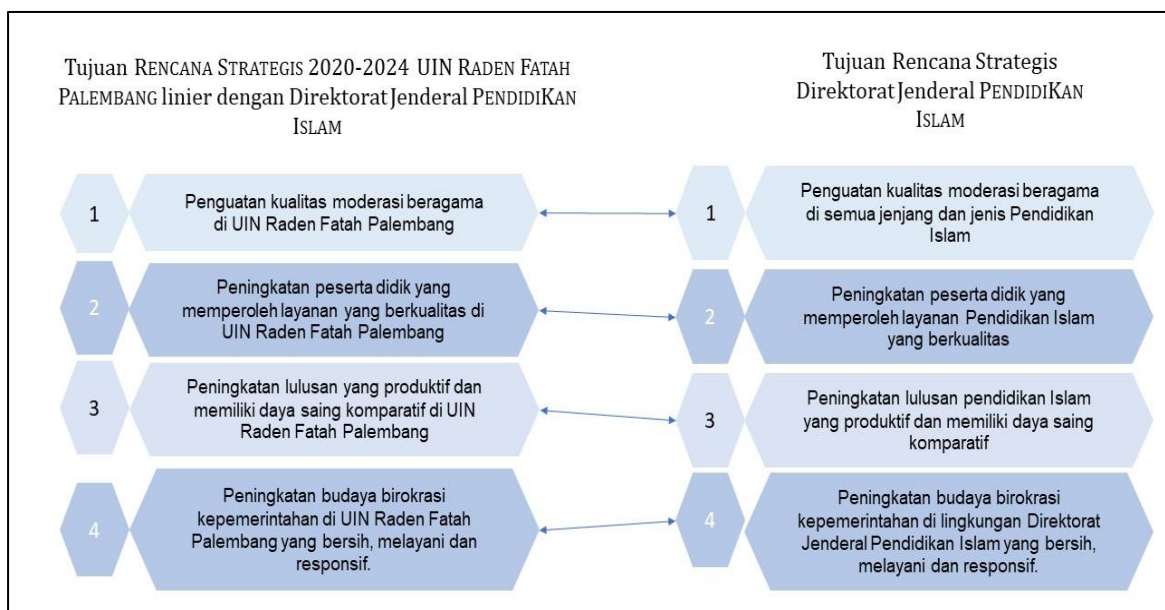 Tujuan RENCANA STRATEGIS 2020-2024 UIN RADEN FATAH
PALEMBANG linier dengan Direktorat Jenderal PENDIDIKAN
ISLAM
1
Penguatan kualitas moderasi beragama
di UIN Raden Fatah Palembang
2
Peningkatan peserta didik yang
memperoleh layanan yang berkualitas di
UIN Raden Fatah Palembang
3
Peningkatan lulusan yang produktif dan
memiliki daya saing komparatif di UIN
Raden Fatah Palembang
4
Peningkatan budaya birokrasi
kepemerintahan di UIN Raden Fatah
Palembang yang bersih, melayani dan
responsif.
Tujuan Rencana Strategis
Direktorat Jenderal PENDIDIKAN
ISLAM
1
Penguatan kualitas moderasi beragama
di semua jenjang dan jenis Pendidikan
Islam
2
Peningkatan peserta didik yang
memperoleh layanan Pendidikan Islam
yang berkualitas
3
Peningkatan lulusan pendidikan Islam
yang produktif dan memiliki daya saing
komparatif
4
Peningkatan budaya birokrasi
kepemerintahan di lingkungan Direktorat
Jenderal Pendidikan Islam yang bersih,
melayani dan responsif.